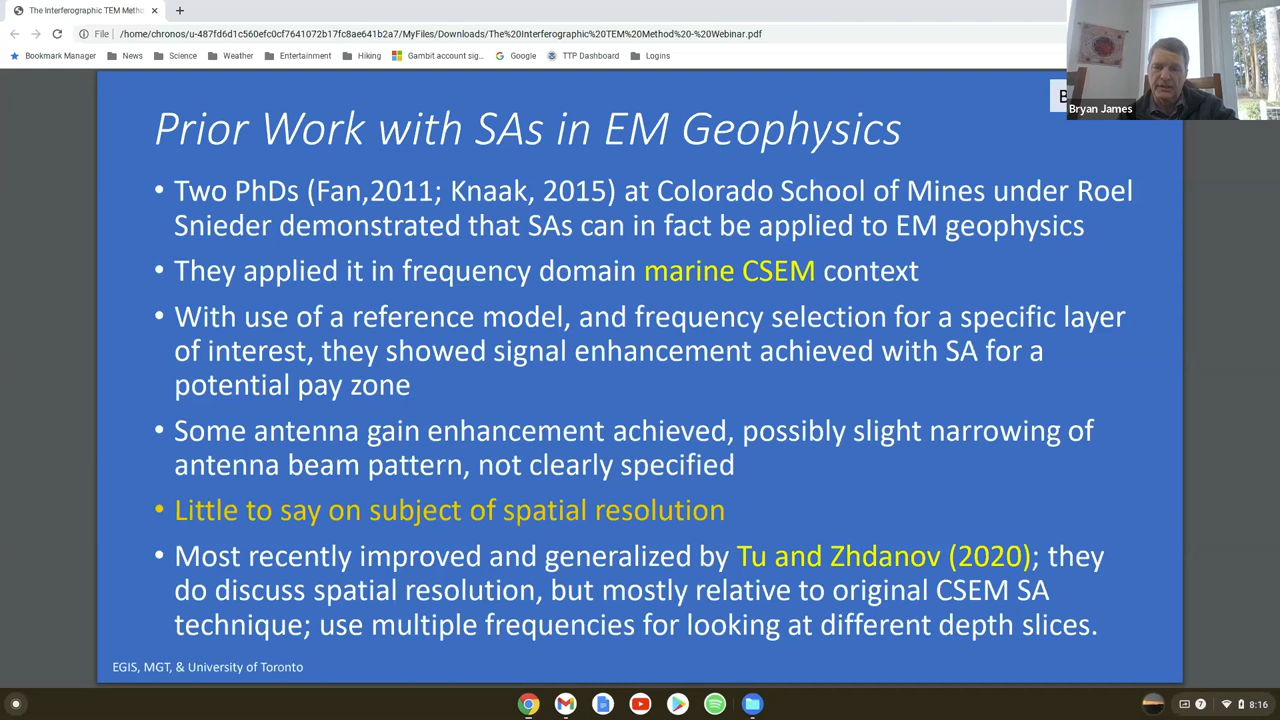 The Interferographic TEM Metho
File
/home/chronos/u-487fd6d1c560efc0cf7641072b17fc8ae641b2a7/MyFiles/Downloads/The%20Interferographic%20TEM%20Method%20-%20Webinar.pdf
Bookmark Manager News Science Weather Entertainment Hiking Gambit account sig... Google TTP Dashboard Logins
Bryan James
Prior Work with SAs in EM Geophysics
• Two PhDs (Fan,2011; Knaak, 2015) at Colorado School of Mines under Roel
Snieder demonstrated that SAs can in fact be applied to EM geophysics
• They applied it in frequency domain marine CSEM context
• With use of a reference model, and frequency selection for a specific layer
of interest, they showed signal enhancement achieved with SA for a
potential pay zone
• Some antenna gain enhancement achieved, possibly slight narrowing of
antenna beam pattern, not clearly specified
• Little to say on subject of spatial resolution
• Most recently improved and generalized by Tu and Zhdanov (2020); they
do discuss spatial resolution, but mostly relative to original CSEM SA
technique; use multiple frequencies for looking at different depth slices.
EGIS, MGT, & University of Toronto
7 8:16